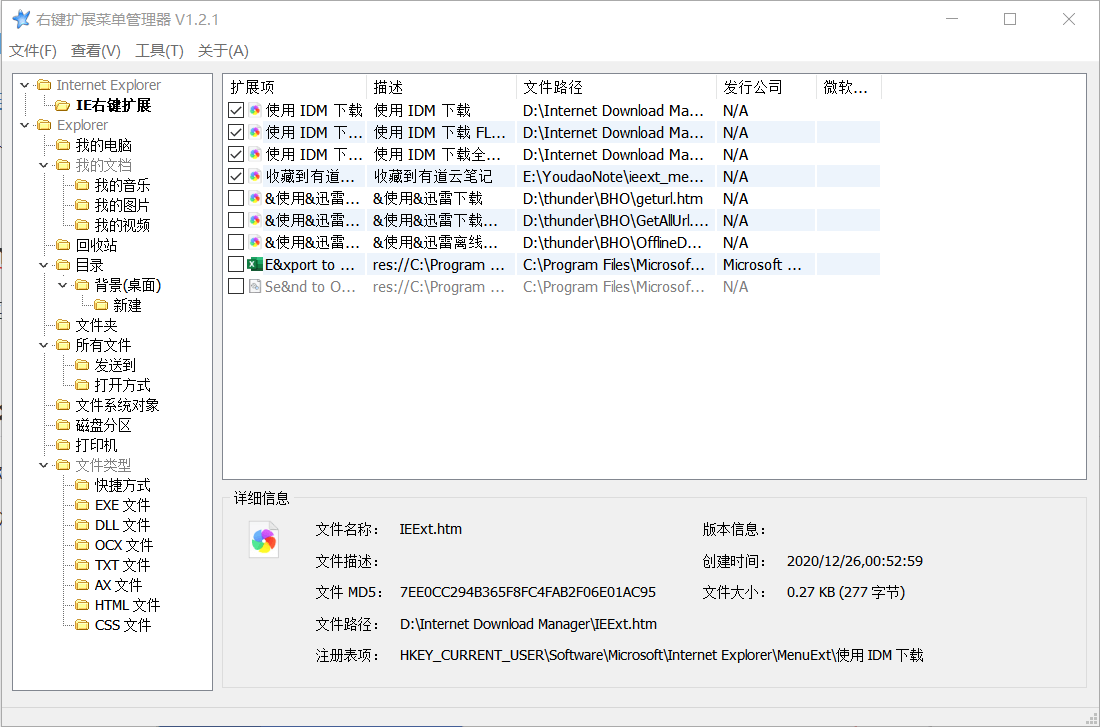 右键扩展菜单管理器 V1.2.1
文件(F) 查看(V) 工具(T) 关于(A)
Internet Explorer
IE右键扩展
Explorer
我的电脑
我的文档
我的音乐
我的图片
我的视频
回收站
目录
背景(桌面)
新建
文件夹
所有文件
发送到
打开方式
文件系统对象
磁盘分区
打印机
文件类型
快捷方式
EXE 文件
DLL 文件
OCX 文件
TXT 文件
AX 文件
HTML 文件
CSS 文件
扩展项 描述 文件路径 发行公司 微软...
使用 IDM 下载 使用 IDM 下载 D:\Internet Download Ma... N/A
使用 IDM 下... 使用 IDM 下载 FL... D:\Internet Download Ma... N/A
使用 IDM 下... 使用 IDM 下载全... D:\Internet Download Ma... N/A
收藏到有道... 收藏到有道云笔记 E:\YoudaoNote\ieext_me... N/A
&使用&迅雷... &使用&迅雷下载 D:\thunder\BHO\geturl.htm N/A
&使用&迅雷... &使用&迅雷下载... D:\thunder\BHO\GetAllUrl.... N/A
&使用&迅雷... &使用&迅雷离线... D:\thunder\BHO\OfflineD... N/A
E&xport to ... res://C:\Program ... C:\Program Files\Microsof... Microsoft ...
Se&nd to O... res://C:\Program ... C:\Program Files\Microsof... N/A
详细信息
文件名称： IEExt.htm 版本信息：
文件描述： 创建时间： 2020/12/26,00:52:59
文件 MD5： 7EE0CC294B365F8FC4FAB2F06E01AC95 文件大小： 0.27 KB (277 字节)
文件路径： D:\Internet Download Manager\IEExt.htm
注册表项： HKEY_CURRENT_USER\Software\Microsoft\Internet Explorer\MenuExt\使用 IDM 下载